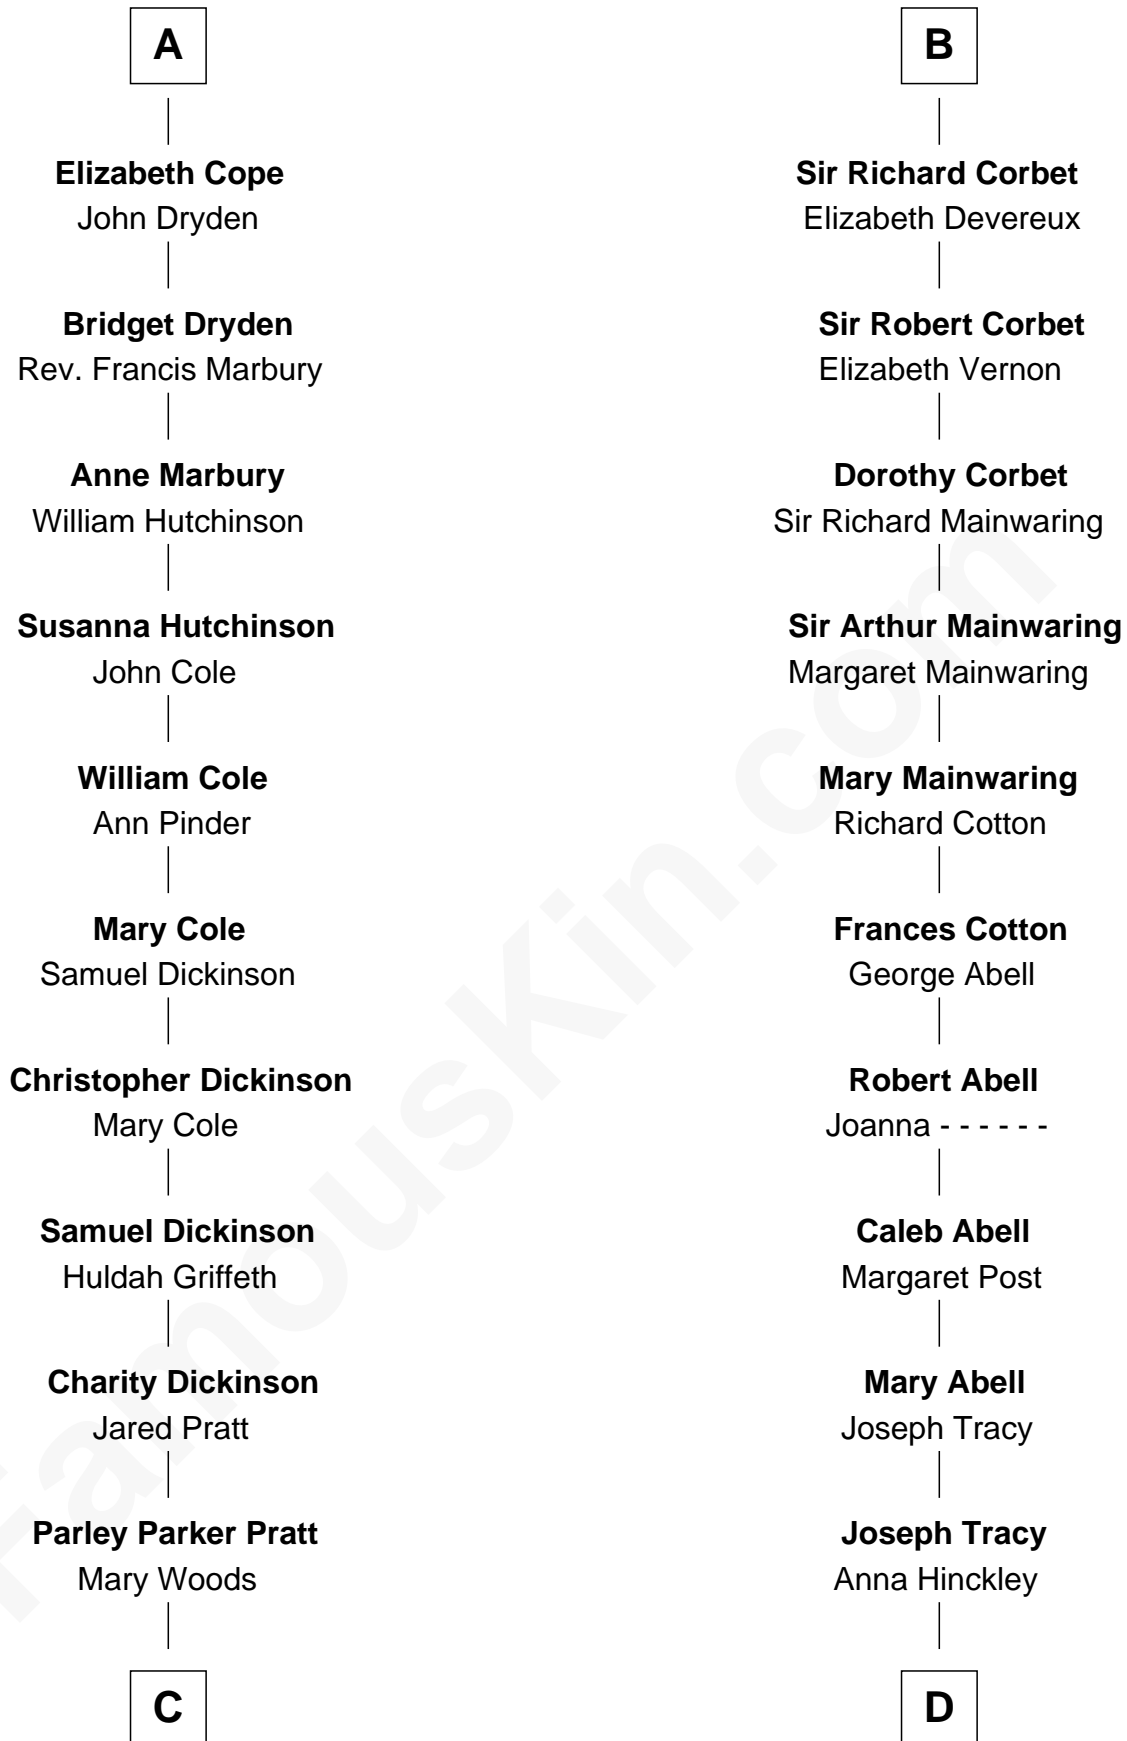 A
Elizabeth Cope
John Dryden
Bridget Dryden
Rev. Francis Marbury
Anne Marbury
William Hutchinson
Susanna Hutchinson
John Cole
William Cole
Ann Pinder
Mary Cole
Samuel Dickinson
Christopher Dickinson
Mary Cole
Samuel Dickinson
Huldah Griffeth
Charity Dickinson
Jared Pratt
Parley Parker Pratt
Mary Woods
C
B
Sir Richard Corbet
Elizabeth Devereux
Sir Robert Corbet
Elizabeth Vernon
Dorothy Corbet
Sir Richard Mainwaring
Sir Arthur Mainwaring
Margaret Mainwaring
Mary Mainwaring
Richard Cotton
Frances Cotton
George Abell
Robert Abell
Joanna - - - - - -
Caleb Abell
Margaret Post
Mary Abell
Joseph Tracy
Joseph Tracy
Anna Hinckley
D
FamousKin.com